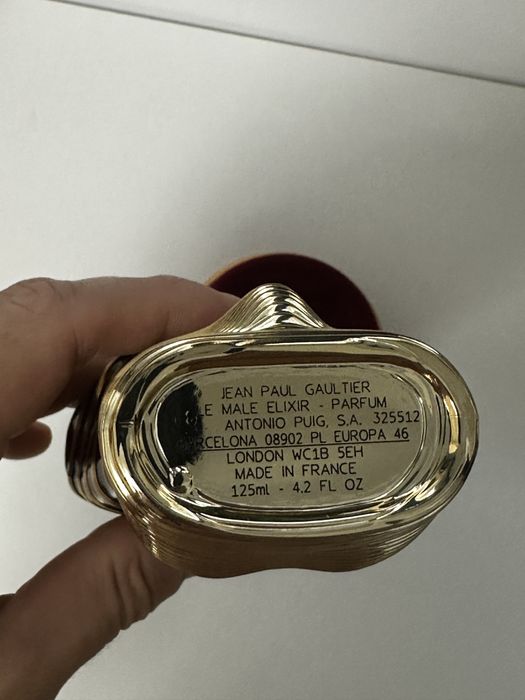 JEAN PAUL GAULTIER
LE MALE ELIXIR - PARFUM
ANTONIO PUIG, S.A. 325512
08902 PL EUROPA 46
LONDON WC1B 5EH
MADE IN FRANCE
125ml - 4.2 FL OZ